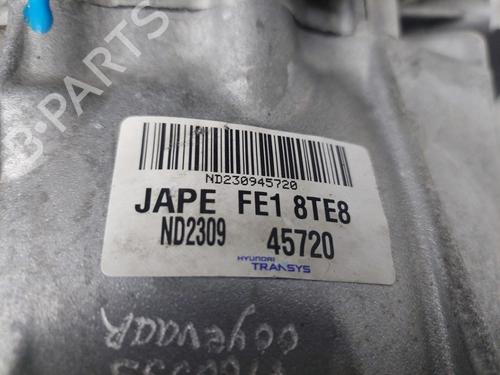 B-PARTS
ND230945720
JAPE FE1 8TE8
ND2309 45720
HYUNDAI
TRANSYS